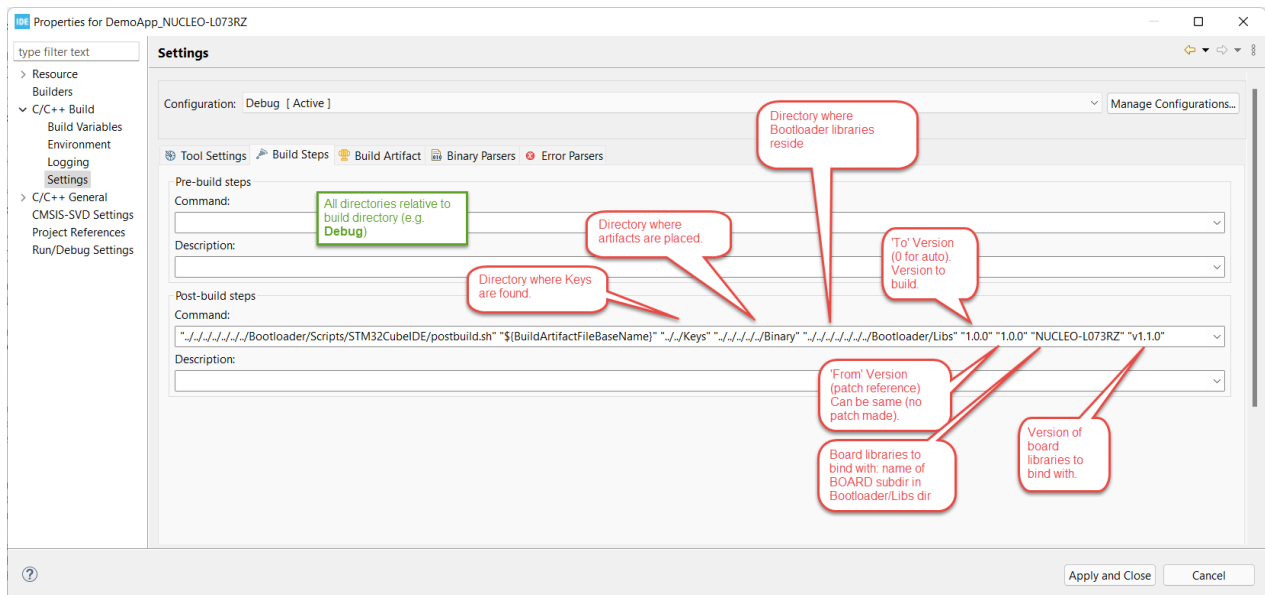 IDE Properties for DemoApp_NUCLEO-L073RZ
type filter text
Settings
Resource
Builders
C/C++ Build
Build Variables
Environment
Logging
Settings
C/C++ General
CMSIS-SVD Settings
Project References
Run/Debug Settings
Configuration: Debug [ Active ]
Manage Configurations...
Directory where
Bootloader libraries
reside
Tool Settings Build Steps Build Artifact Binary Parsers Error Parsers
Pre-build steps
Command:
All directories relative to
build directory (e.g.
Debug)
Directory where
artifacts are placed.
'To' Version
(0 for auto).
Version to
build.
Description:
Directory where Keys
are found.
Post-build steps
Command:
"../../../../../../../Bootloader/Scripts/STM32CubeIDE/postbuild.sh" "${BuildArtifactFileBaseName}" "../../Keys" "../../../../../Binary" "../../../../../../../Bootloader/Libs" "1.0.0" "1.0.0" "NUCLEO-L073RZ" "v1.1.0"
Description:
'From' Version
(patch reference)
Can be same (no
patch made).
Board libraries to
bind with: name of
BOARD subdir in
Bootloader/Libs dir
Version of
board
libraries to
bind with.
?
Apply and Close
Cancel